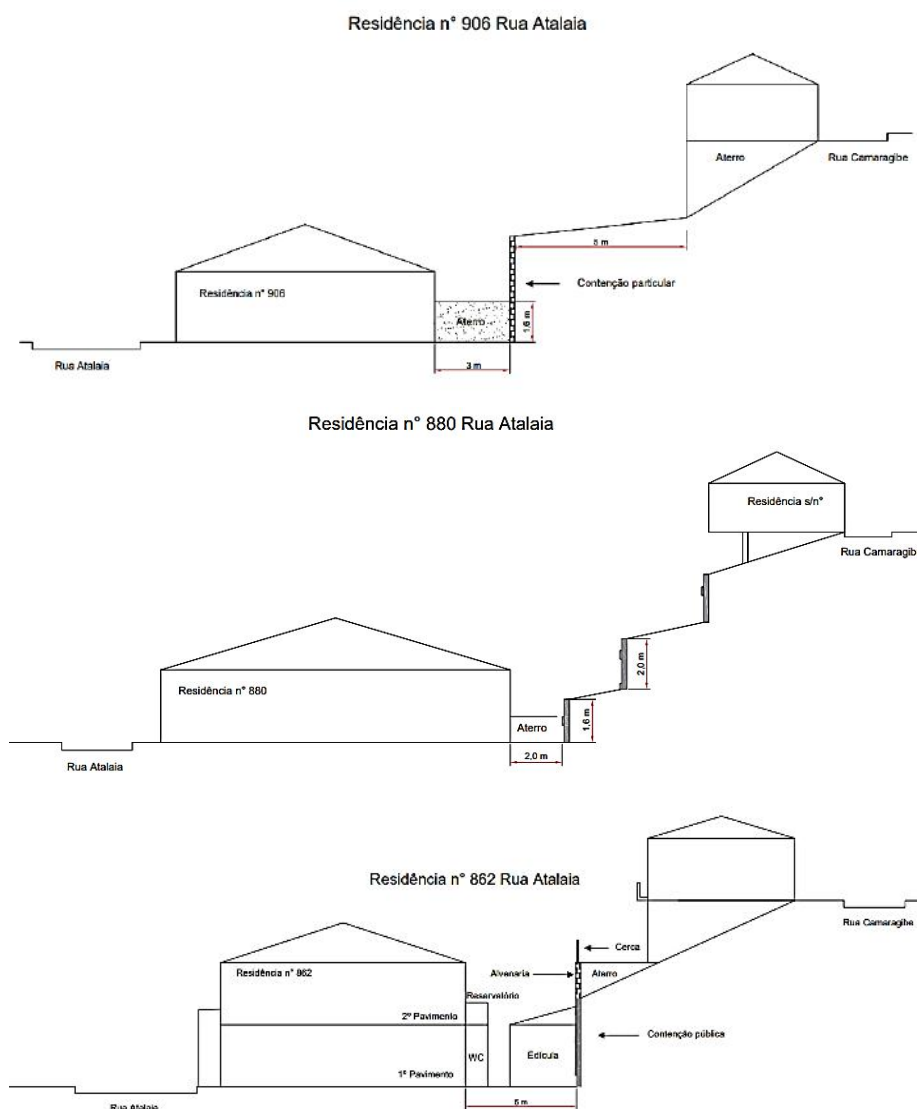 Residência n° 906 Rua Atalaia
Aterro
Rua Camaragibe
5 m
Contenção particular
Residência n° 906
Aterro
1,6 m
Rua Atalaia
3 m
Residência n° 880 Rua Atalaia
Residência s/n°
Rua Camaragib
2,0 m
Residência n° 880
Aterro
1,6 m
2,0 m
Rua Atalaia
Residência n° 862 Rua Atalaia
Rua Camaragibe
Cerca
Residência n° 862
Alvenaria
Aterro
Reservatório
2º Pavimento
Contenção pública
WC
Edícula
1º Pavimento
5 m
Rua Atalaia